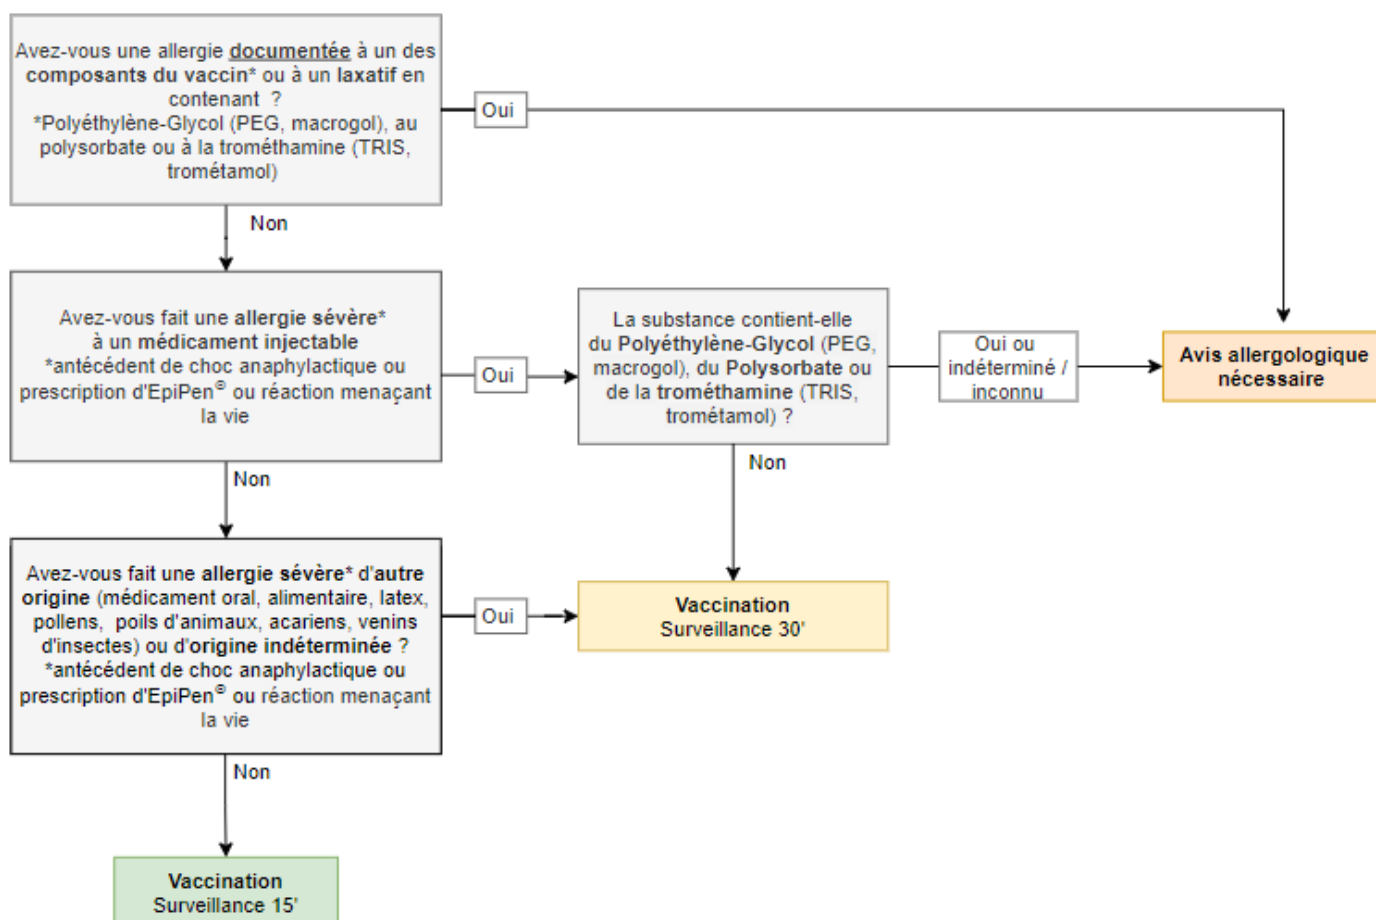 Avez-vous une allergie documentée à un des
composants du vaccin* ou à un laxatif en
contenant ?
*Polyéthylène-Glycol (PEG, macrogol), au
polysorbate ou à la trométhamine (TRIS,
trométamol)
Oui
Non
Avez-vous fait une allergie sévère*
à un médicament injectable
*antécédent de choc anaphylactique ou
prescription d'EpiPen® ou réaction menaçant
la vie
Oui
La substance contient-elle
du Polyéthylène-Glycol (PEG,
macrogol), du Polysorbate ou
de la trométhamine (TRIS,
trométamol) ?
Oui ou
indéterminé /
inconnu
Avis allergologique
nécessaire
Non
Non
Avez-vous fait une allergie sévère* d'autre
origine (médicament oral, alimentaire, latex,
pollens, poils d'animaux, acariens, venins
d'insectes) ou d'origine indéterminée ?
*antécédent de choc anaphylactique ou
prescription d'EpiPen® ou réaction menaçant
la vie
Oui
Vaccination
Surveillance 30'
Non
Vaccination
Surveillance 15'